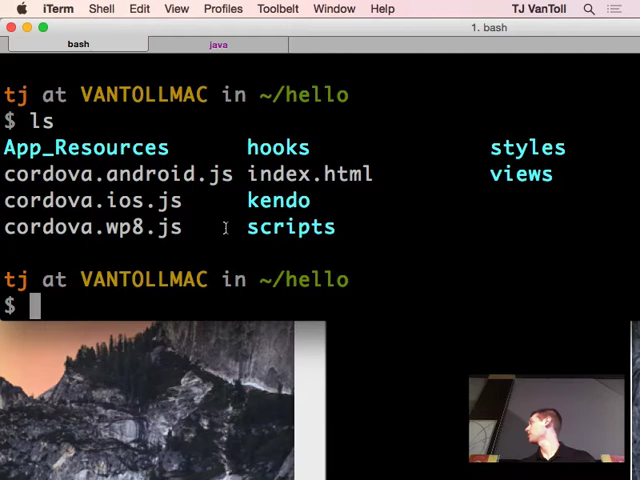 iTerm Shell Edit View Profiles Toolbelt Window Help TJ VanToll
1. bash
bash java
tj at VANTOLLMAC in ~/hello
$ ls
App_Resources hooks styles
cordova.android.js index.html views
cordova.ios.js kendo
cordova.wp8.js scripts
tj at VANTOLLMAC in ~/hello
$